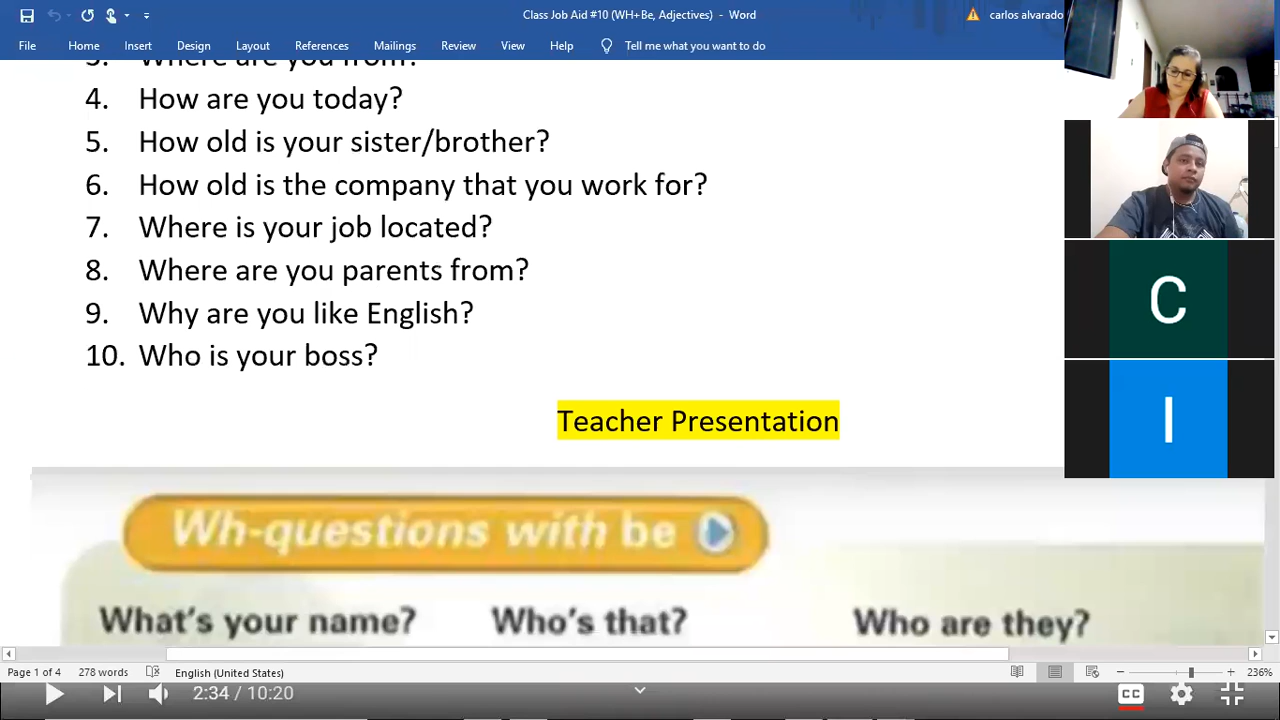 Class Job Aid #10 (WH+Be, Adjectives) - Word
carlos alvarado
File Home Insert Design Layout References Mailings Review View Help Tell me what you want to do
3. Where are you from?
4. How are you today?
5. How old is your sister/brother?
6. How old is the company that you work for?
7. Where is your job located?
8. Where are you parents from?
9. Why are you like English?
10. Who is your boss?
C
I
Teacher Presentation
Wh-questions with be
What's your name? Who's that? Who are they?
Page 1 of 4 278 words English (United States) 236%
2:34 / 10:20
CC